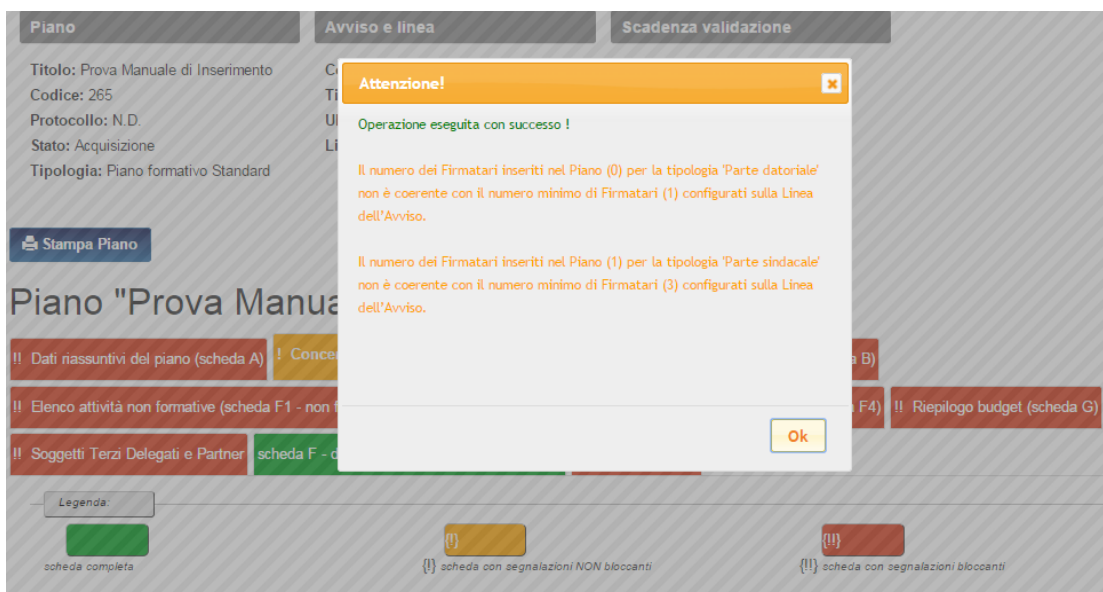 Piano
Avviso e linea
Scadenza validazione
Titolo: Prova Manuale di Inserimento
Codice: 265
Protocollo: N.D.
Stato: Acquisizione
Tipologia: Piano formativo Standard
Attenzione!
Operazione eseguita con successo !
Il numero dei Firmatari inseriti nel Piano (0) per la tipologia 'Parte datoriale'
non è coerente con il numero minimo di Firmatari (1) configurati sulla Linea
dell'Avviso.
Il numero dei Firmatari inseriti nel Piano (1) per la tipologia 'Parte sindacale'
non è coerente con il numero minimo di Firmatari (3) configurati sulla Linea
dell'Avviso.
Ok
Stampa Piano
Piano "Prova Manua
!! Dati riassuntivi del piano (scheda A)
! Conce
a B)
!! Elenco attività non formative (scheda F1 - non f
F4)
!! Riepilogo budget (scheda G)
!! Soggetti Terzi Delegati e Partner
scheda F - d
Legenda:
{!}
{!!}
scheda completa
{!} scheda con segnalazioni NON bloccanti
{!!} scheda con segnalazioni bloccanti